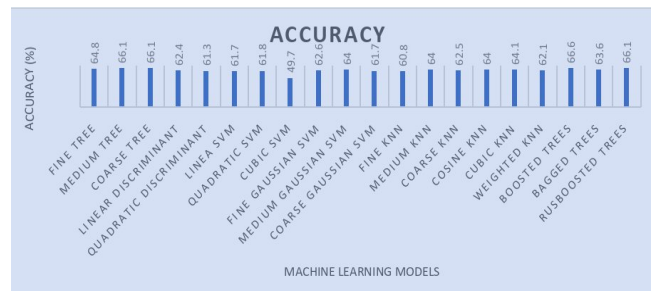 ACCURACY
ACCURACY (%)
64.8
66.1
66.1
62.4
61.3
61.7
61.8
49.7
62.6
64
61.7
60.8
64
62.5
64
64.1
62.1
66.6
63.6
66.1
FINE TREE
MEDIUM TREE
COARSE TREE
LINEAR DISCRIMINANT
QUADRATIC DISCRIMINANT
LINEA SVM
QUADRATIC SVM
CUBIC SVM
FINE GAUSSIAN SVM
MEDIUM GAUSSIAN SVM
COARSE GAUSSIAN SVM
FINE KNN
MEDIUM KNN
COARSE KNN
COSINE KNN
CUBIC KNN
WEIGHTED KNN
BOOSTED TREES
BAGGED TREES
RUSBOOSTED TREES
MACHINE LEARNING MODELS